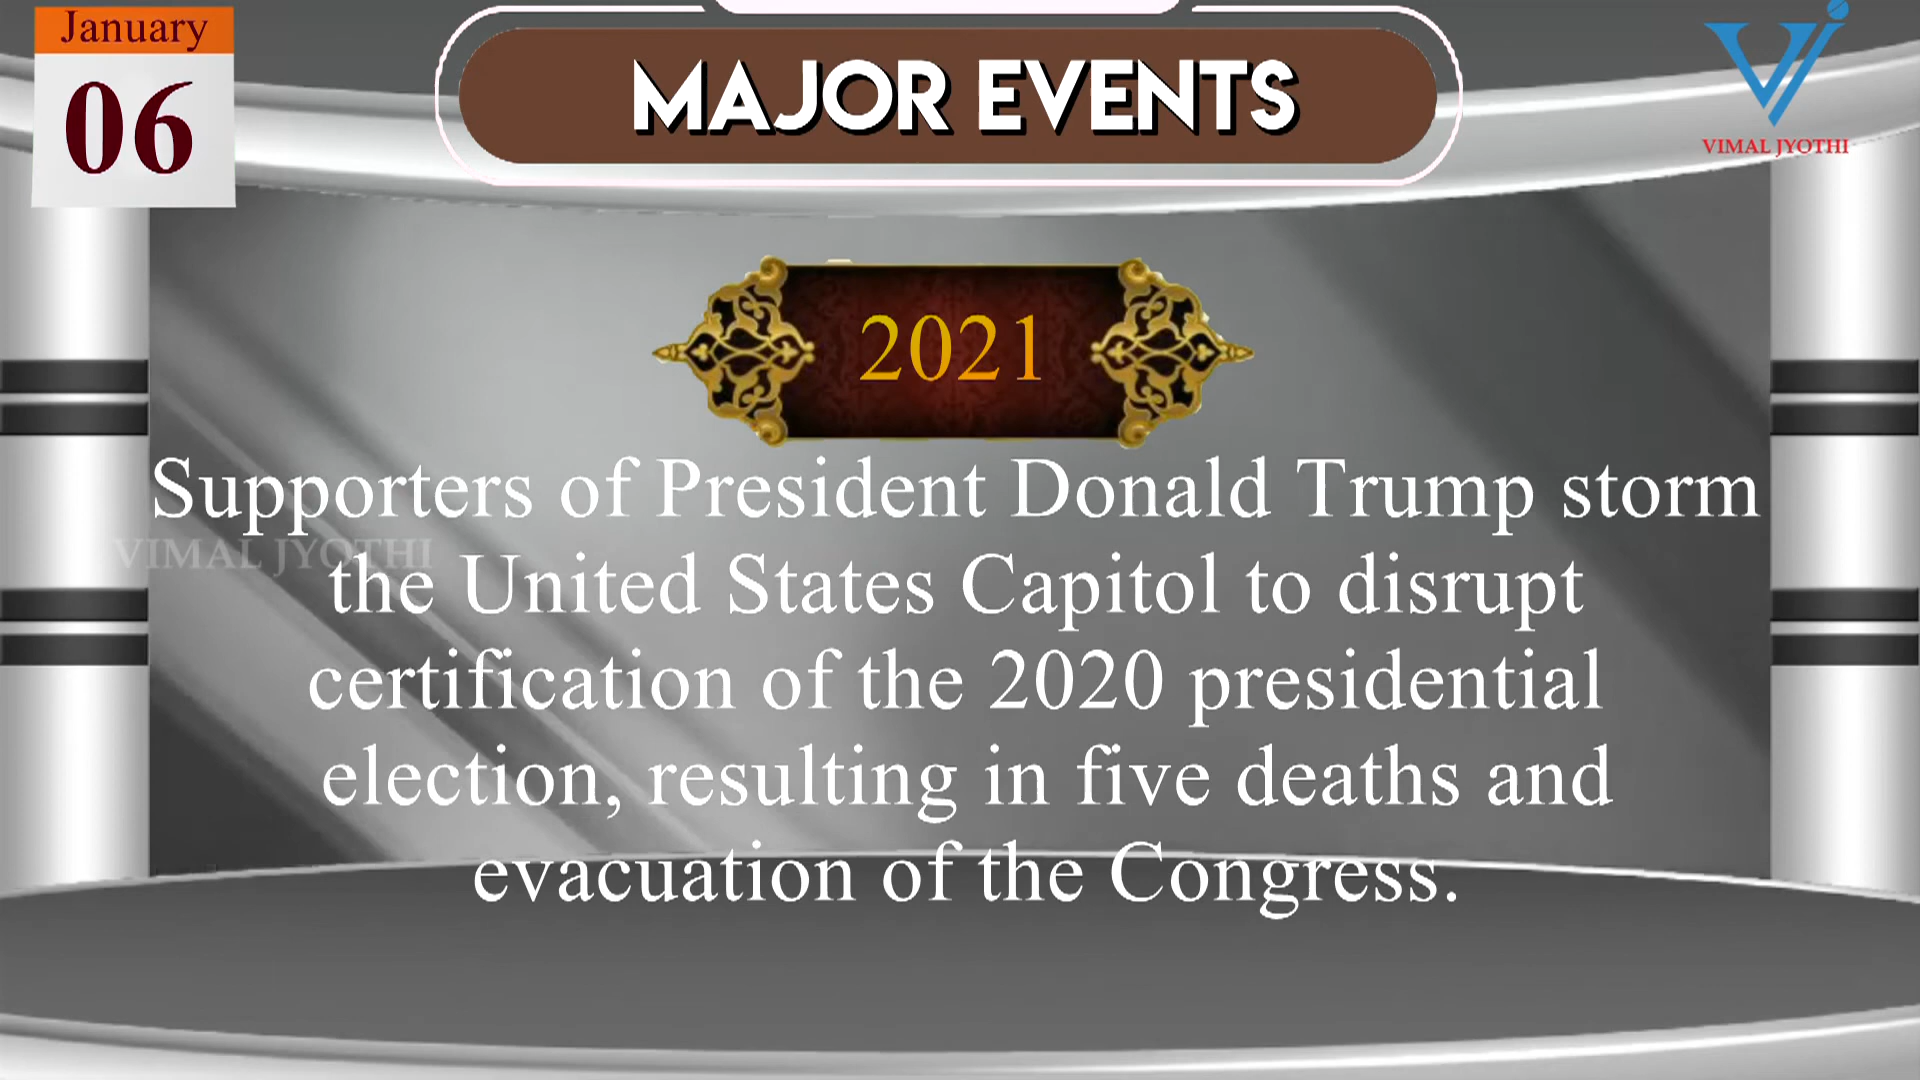 January
06
MAJOR EVENTS
VIMAL JYOTHI
2021
Supporters of President Donald Trump storm
the United States Capitol to disrupt
VIMAL JYOTHI
certification of the 2020 presidential
election, resulting in five deaths and
evacuation of the Congress.